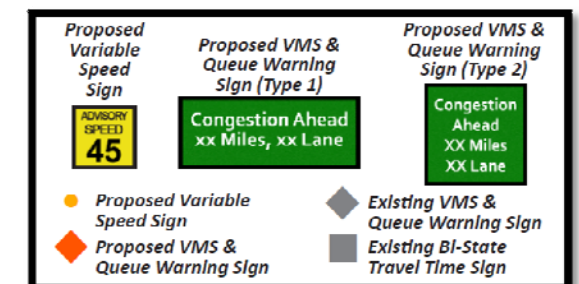 Proposed
Variable
Speed
Sign
ADVISORY
SPEED
45
Proposed VMS &
Queue Warning
Sign (Type 1)
Congestion Ahead
xx Miles, xx Lane
Proposed VMS &
Queue Warning
Sign (Type 2)
Congestion
Ahead
XX Miles
XX Lane
Proposed Variable
Speed Sign
Proposed VMS &
Queue Warning Sign
Existing VMS &
Queue Warning Sign
Existing Bi-State
Travel Time Sign